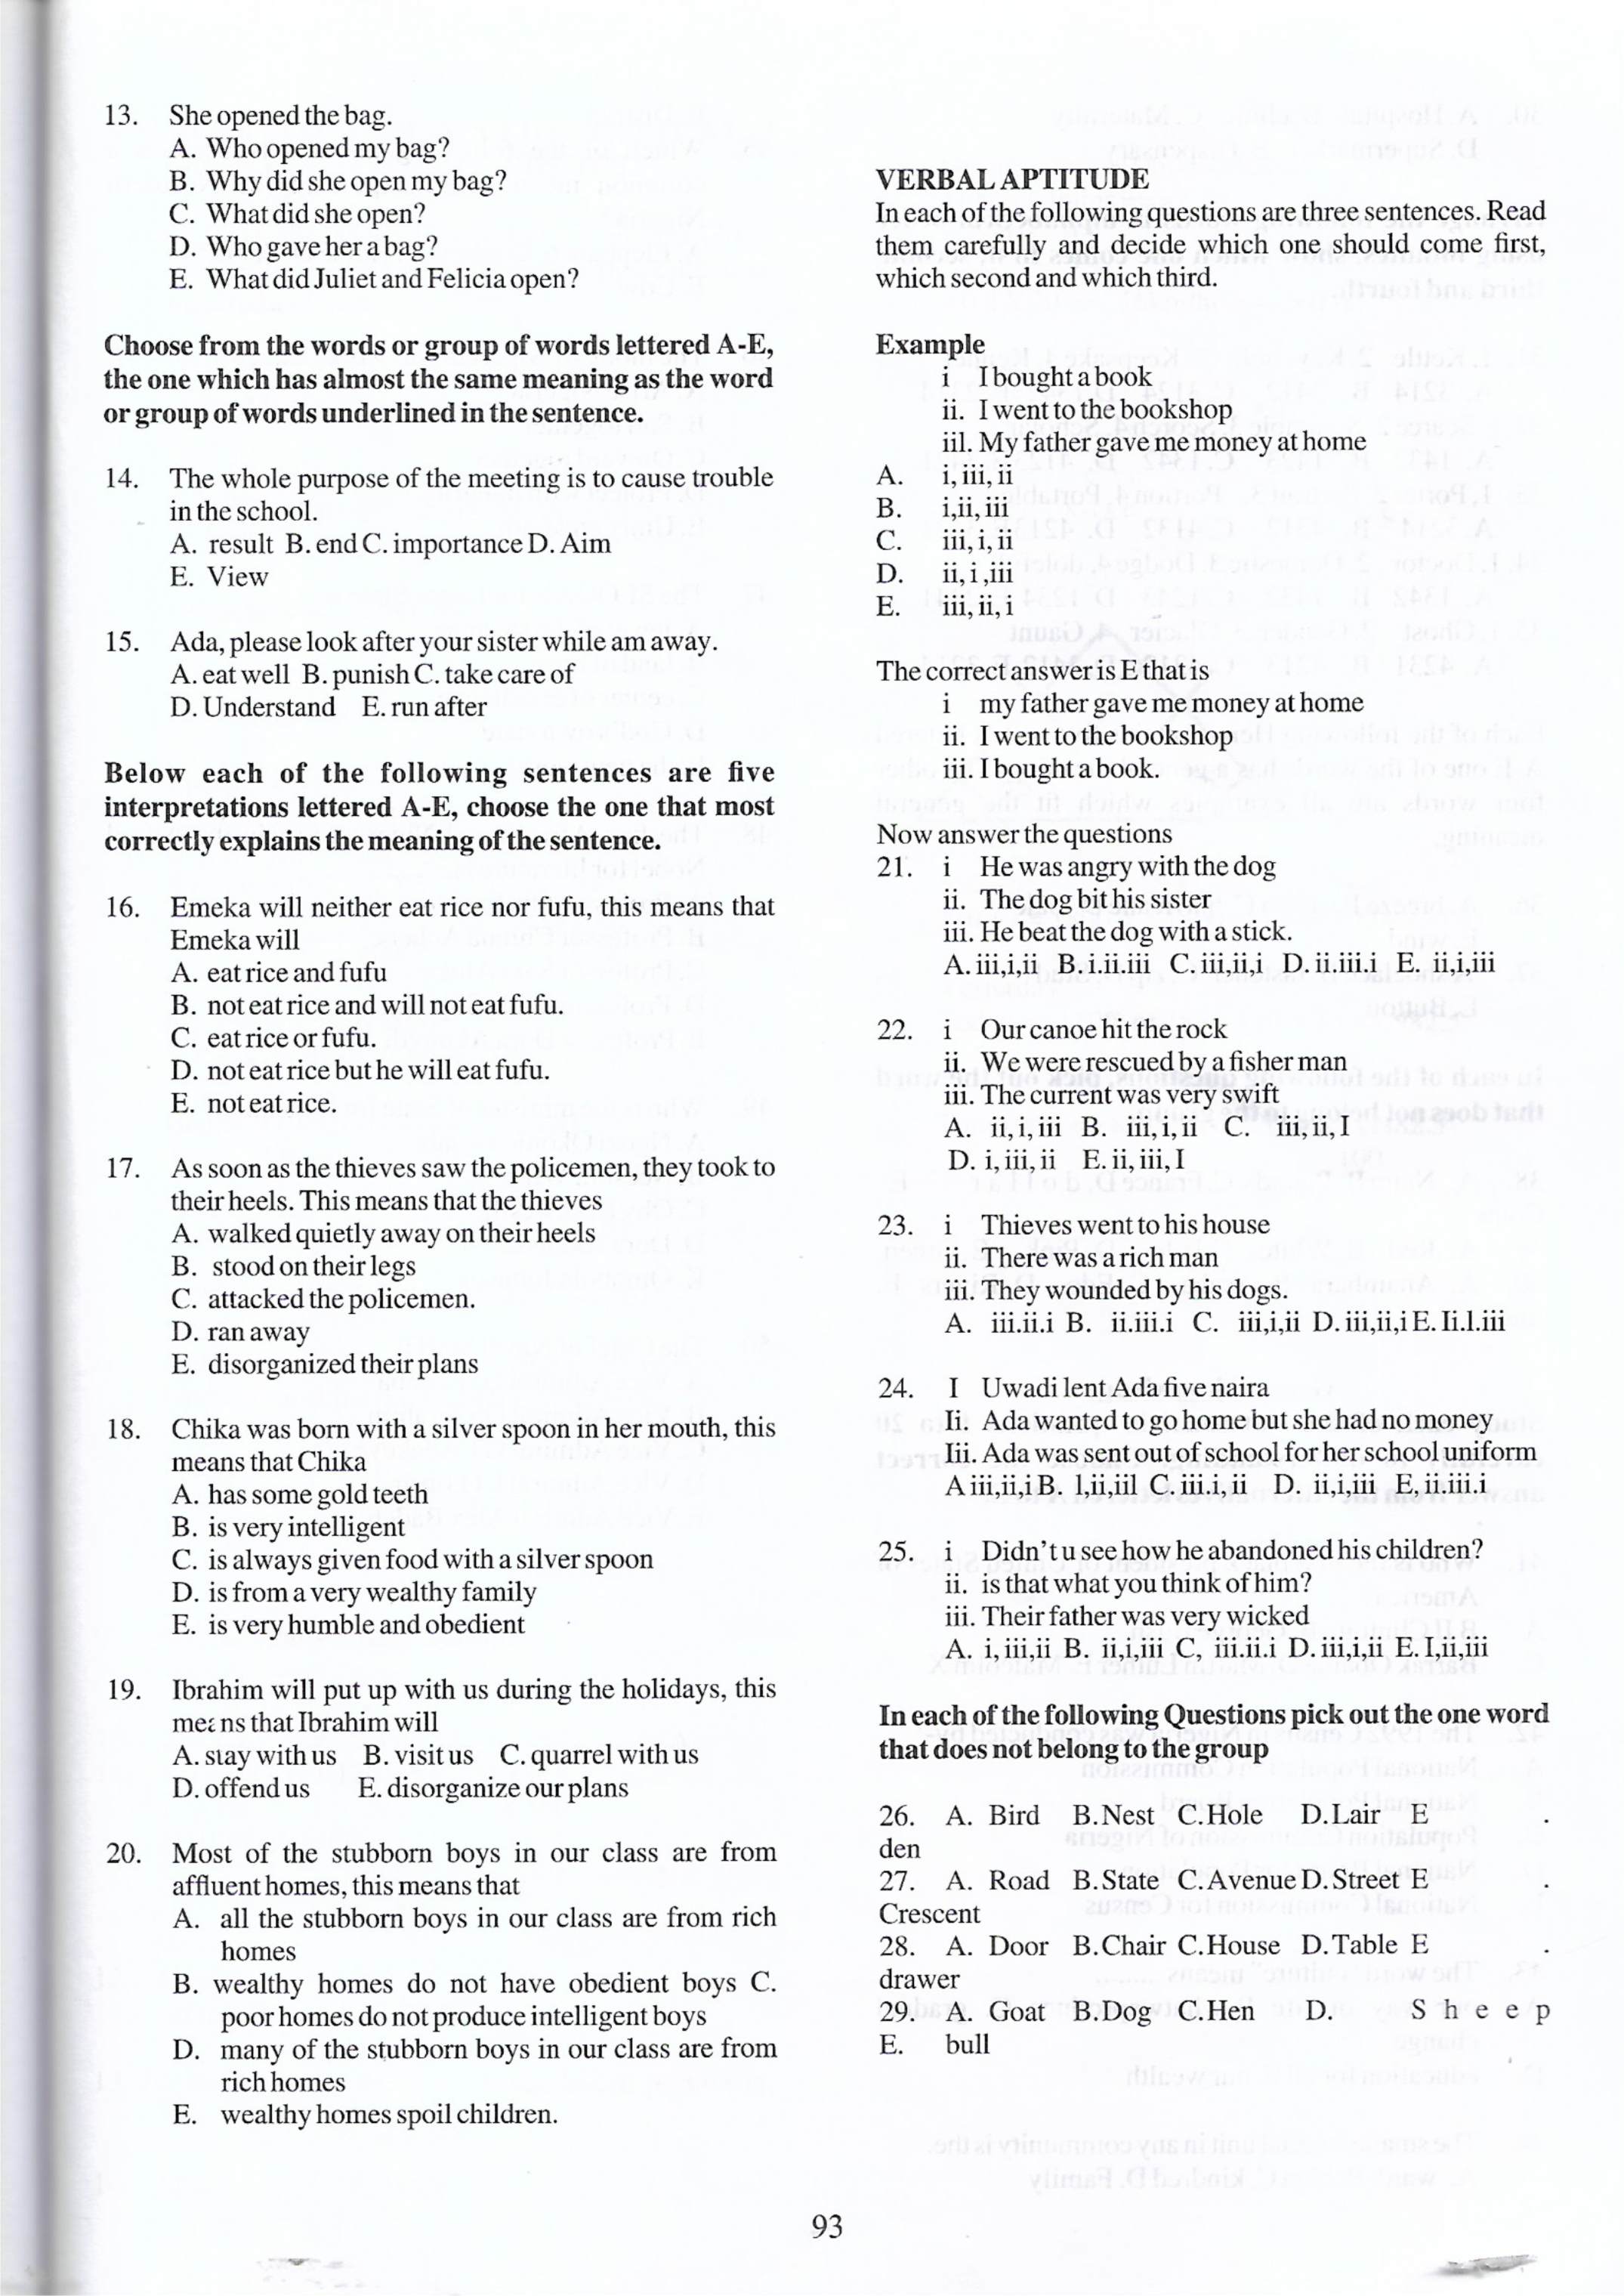 13. She opened the bag.
A. Who opened my bag?
B. Why did she open my bag?
C. What did she open?
D. Who gave her a bag?
E. What did Juliet and Felicia open?
Choose from the words or group of words lettered A-E,
the one which has almost the same meaning as the word
or group of words underlined in the sentence.
14. The whole purpose of the meeting is to cause trouble
in the school.
A. result B. end C. importance D. Aim
E. View
15. Ada, please look after your sister while am away.
A. eat well B. punish C. take care of
D. Understand E. run after
Below each of the following sentences are five
interpretations lettered A-E, choose the one that most
correctly explains the meaning of the sentence.
16. Emeka will neither eat rice nor fufu, this means that
Emeka will
A. eat rice and fufu
B. not eat rice and will not eat fufu.
C. eat rice or fufu.
D. not eat rice but he will eat fufu.
E. not eat rice.
17. As soon as the thieves saw the policemen, they took to
their heels. This means that the thieves
A. walked quietly away on their heels
B. stood on their legs
C. attacked the policemen.
D. ran away
E. disorganized their plans
18. Chika was born with a silver spoon in her mouth, this
means that Chika
A. has some gold teeth
B. is very intelligent
C. is always given food with a silver spoon
D. is from a very wealthy family
E. is very humble and obedient
19. Ibrahim will put up with us during the holidays, this
means that Ibrahim will
A. stay with us B. visit us C. quarrel with us
D. offend us E. disorganize our plans
20. Most of the stubborn boys in our class are from
affluent homes, this means that
A. all the stubborn boys in our class are from rich
homes
B. wealthy homes do not have obedient boys C.
poor homes do not produce intelligent boys
D. many of the stubborn boys in our class are from
rich homes
E. wealthy homes spoil children.
VERBAL APTITUDE
In each of the following questions are three sentences. Read
them carefully and decide which one should come first,
which second and which third.
Example
i I bought a book
ii. I went to the bookshop
iil. My father gave me money at home
A. i, iii, ii
B. i,ii, iii
C. iii, i, ii
D. ii, i ,iii
E. iii, ii, i
The correct answer is E that is
i my father gave me money at home
ii. I went to the bookshop
iii. I bought a book.
Now answer the questions
21. i He was angry with the dog
ii. The dog bit his sister
iii. He beat the dog with a stick.
A. iii,i,ii B. i.ii.iii C. iii,ii,i D. ii.iii.i E. ii,i,iii
22. i Our canoe hit the rock
ii. We were rescued by a fisher man
iii. The current was very swift
A. ii, i, iii B. iii, i, ii C. iii, ii, I
D. i, iii, ii E. ii, iii, I
23. i Thieves went to his house
ii. There was a rich man
iii. They wounded by his dogs.
A. iii.ii.i B. ii.iii.i C. iii,i,ii D. iii,ii,i E. Ii.l.iii
24. I Uwadi lent Ada five naira
Ii. Ada wanted to go home but she had no money
Iii. Ada was sent out of school for her school uniform
A iii,ii,i B. l,ii,iil C. iii.i,ii D. ii,i,iii E, ii.iii.i
25. i Didn't u see how he abandoned his children?
ii. is that what you think of him?
iii. Their father was very wicked
A. i, iii,ii B. ii,i,iii C, iii.ii.i D. iii,i,ii E. I,ii,iii
In each of the following Questions pick out the one word
that does not belong to the group
26. A. Bird B. Nest C. Hole D. Lair E .
den
27. A. Road B. State C. Avenue D. Street E .
Crescent
28. A. Door B. Chair C. House D. Table E .
drawer
29. A. Goat B. Dog C. Hen D. S h e e p
E. bull
93